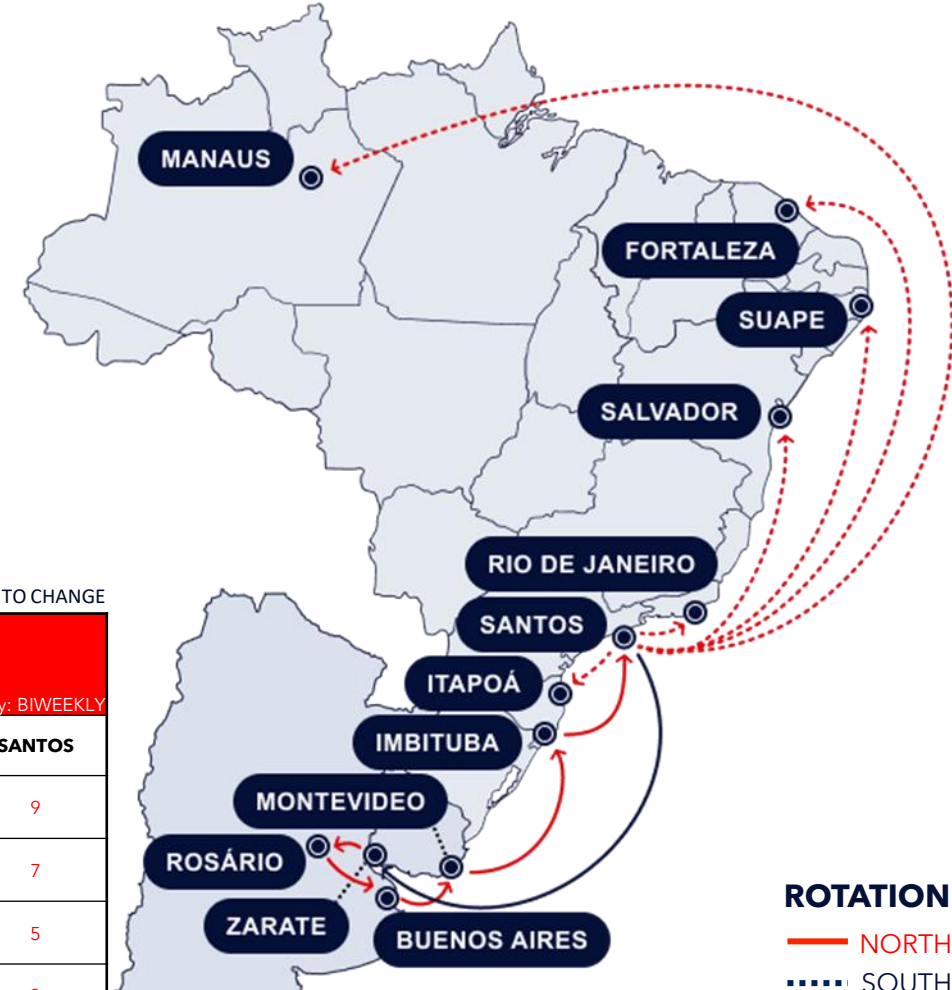 MANAUS
FORTALEZA
SUAPE
SALVADOR
RIO DE JANEIRO
SANTOS
ITAPOÁ
IMBITUBA
MONTEVIDEO
ROSÁRIO
ZARATE
BUENOS AIRES
TO CHANGE
y: BIWEEKLY
SANTOS
9
7
5
ROTATION
NORTH
SOUTH